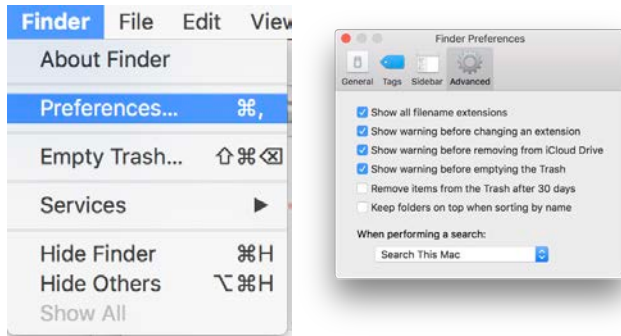 Finder File Edit View
About Finder
Preferences... ⌘,
Empty Trash... ⇧⌘⌫
Services ▶
Hide Finder ⌘H
Hide Others ⌥⌘H
Show All
Finder Preferences
General Tags Sidebar Advanced
Show all filename extensions
Show warning before changing an extension
Show warning before removing from iCloud Drive
Show warning before emptying the Trash
Remove items from the Trash after 30 days
Keep folders on top when sorting by name
When performing a search:
Search This Mac